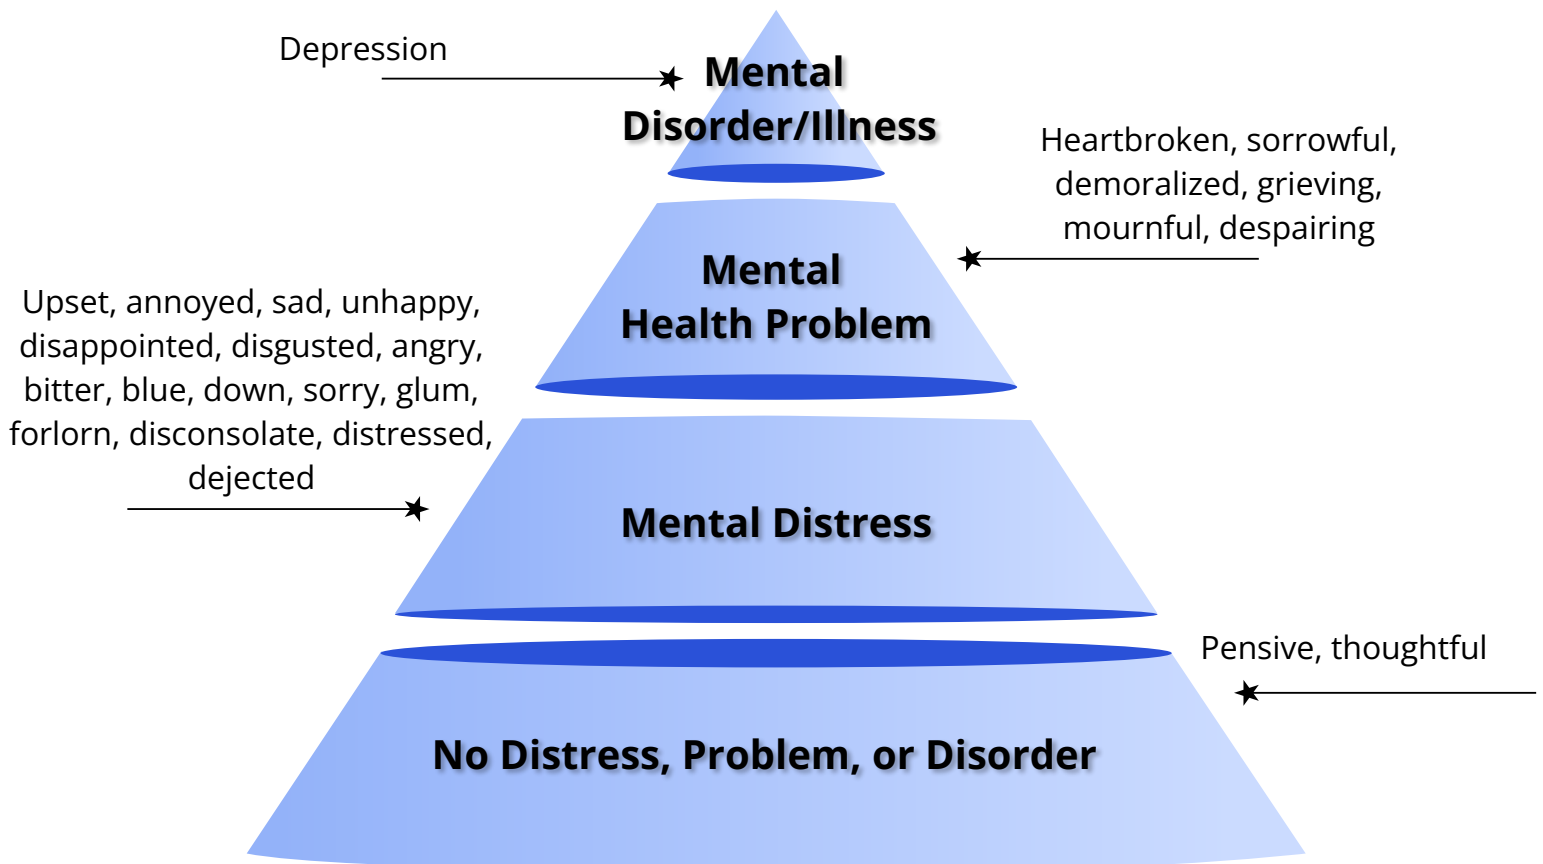 Depression
Mental
Disorder/Illness
Heartbroken, sorrowful,
demoralized, grieving,
mournful, despairing
Mental
Health Problem
Upset, annoyed, sad, unhappy,
disappointed, disgusted, angry,
bitter, blue, down, sorry, glum,
forlorn, disconsolate, distressed,
dejected
Mental Distress
Pensive, thoughtful
No Distress, Problem, or Disorder